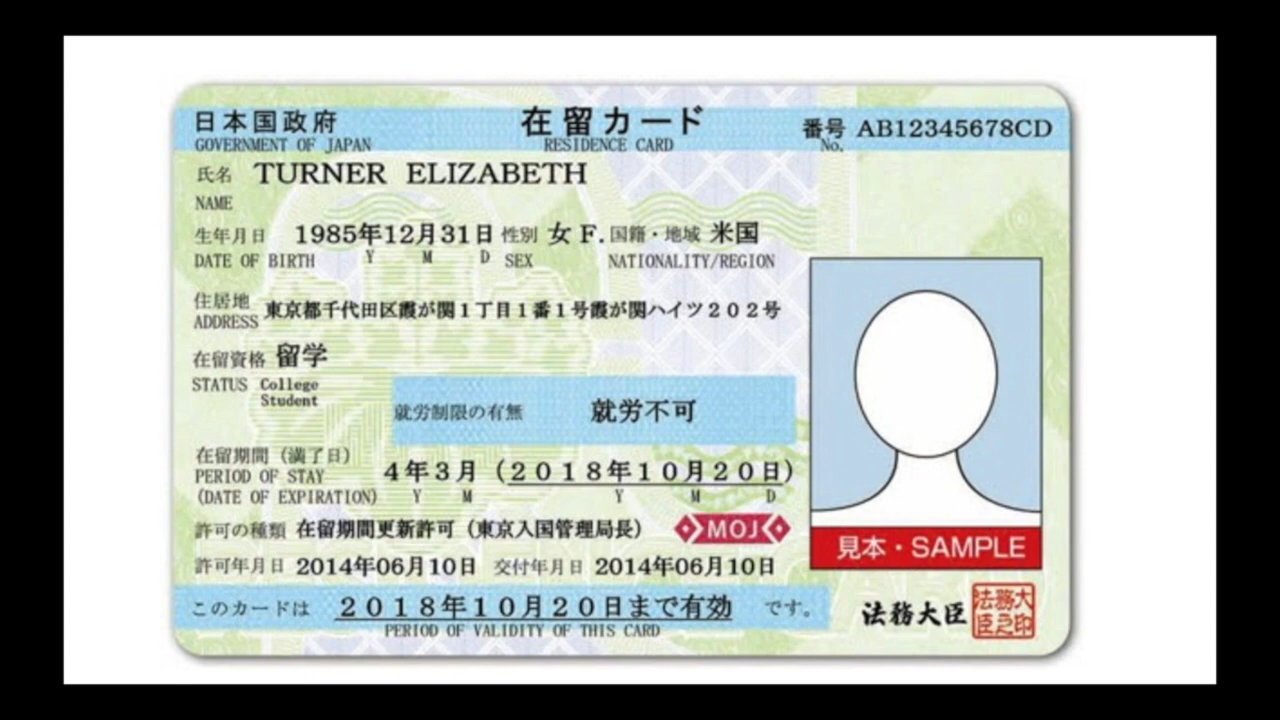 日本国政府 在留カード 番号 AB12345678CD
GOVERNMENT OF JAPAN RESIDENCE CARD No.
氏名 TURNER ELIZABETH
NAME
生年月日 1985年12月31日 性別 女 F. 国籍・地域 米国
DATE OF BIRTH Y M D SEX NATIONALITY/REGION
住居地 東京都千代田区霞が関1丁目1番1号霞が関ハイツ202号
ADDRESS
在留資格 留学
STATUS College
Student
就労制限の有無 就労不可
在留期間(満了日)
PERIOD OF STAY 4年3月(2018年10月20日)
(DATE OF EXPIRATION) Y M Y M D
許可の種類 在留期間更新許可(東京入国管理局長) MOJ
見本・SAMPLE
許可年月日 2014年06月10日 交付年月日 2014年06月10日
このカードは 2018年10月20日まで有効 です。
PERIOD OF VALIDITY OF THIS CARD
法務大臣 法務大臣之印